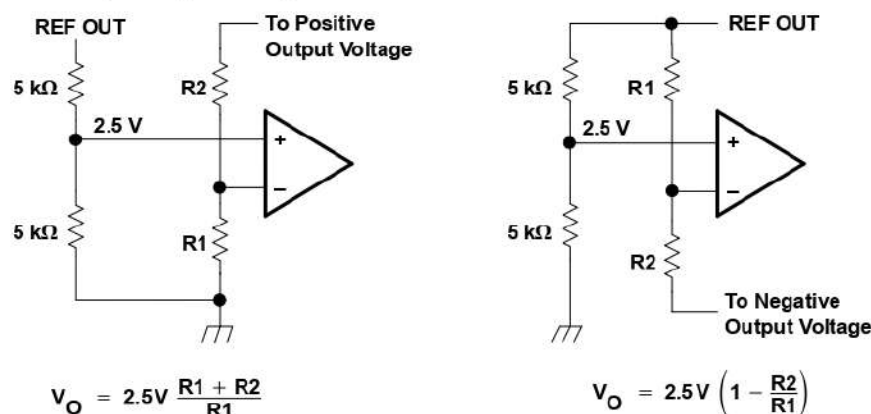 REF OUT
To Positive
Output Voltage
5 kΩ
R2
2.5 V
+
−
5 kΩ
R1
V_O = 2.5V (R1 + R2)/R1
REF OUT
5 kΩ
R1
2.5 V
+
−
5 kΩ
R2
To Negative
Output Voltage
V_O = 2.5V (1 − R2/R1)